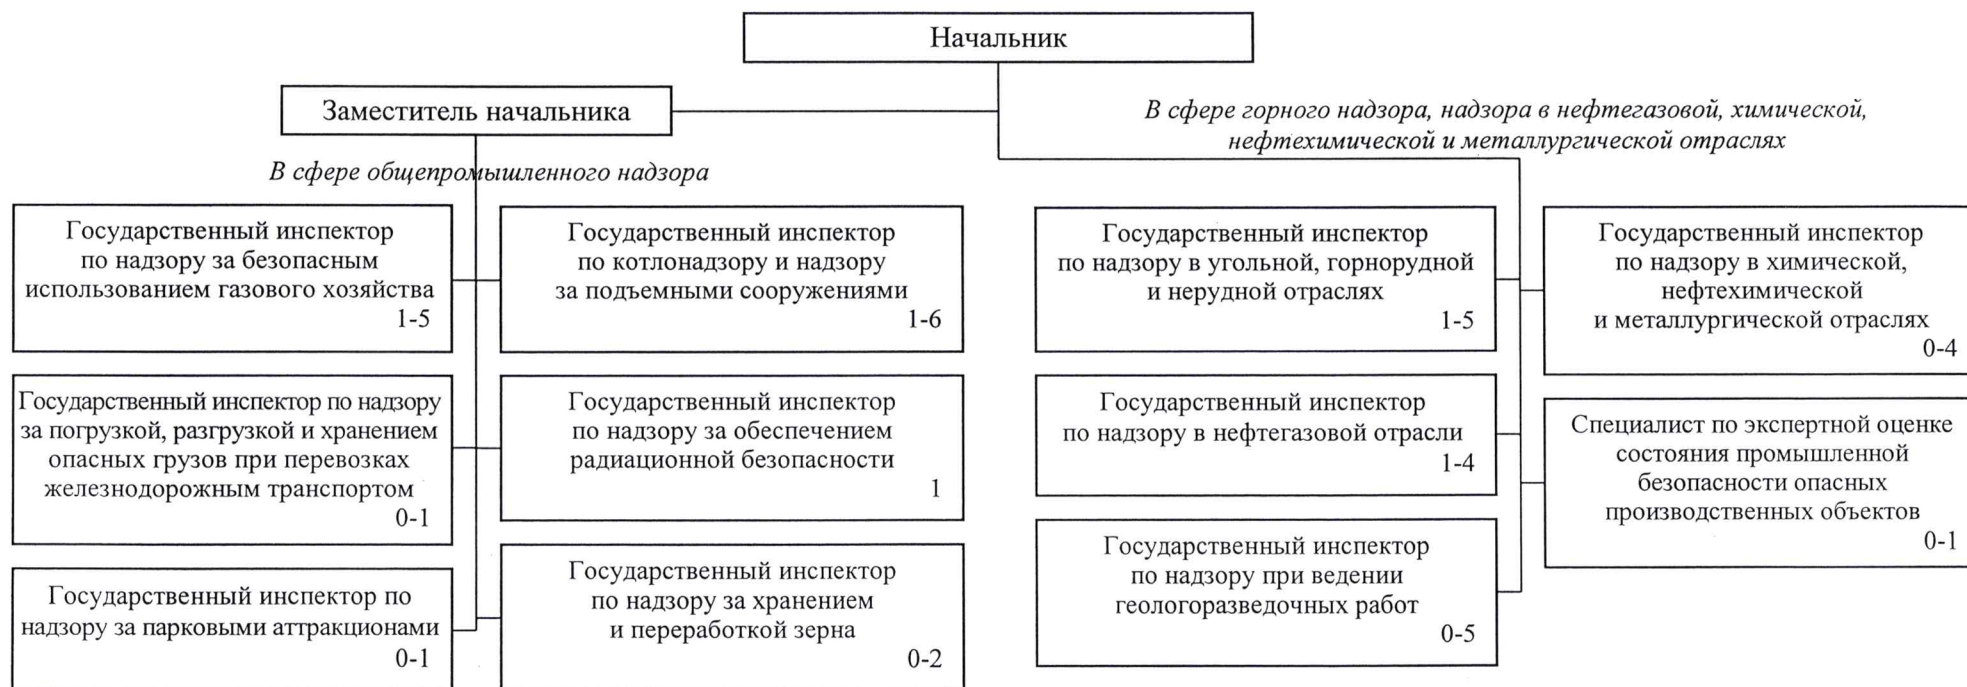 Начальник
Заместитель начальника
В сфере общепромышленного надзора
Государственный инспектор
по надзору за безопасным
использованием газового хозяйства
1-5
Государственный инспектор
по котлонадзору и надзору
за подъемными сооружениями
1-6
Государственный инспектор по надзору
за погрузкой, разгрузкой и хранением
опасных грузов при перевозках
железнодорожным транспортом
0-1
Государственный инспектор
по надзору за обеспечением
радиационной безопасности
1
Государственный инспектор по
надзору за парковыми аттракционами
0-1
Государственный инспектор
по надзору за хранением
и переработкой зерна
0-2
В сфере горного надзора, надзора в нефтегазовой, химической,
нефтехимической и металлургической отраслях
Государственный инспектор
по надзору в угольной, горнорудной
и нерудной отраслях
1-5
Государственный инспектор
по надзору в химической,
нефтехимической
и металлургической отраслях
0-4
Государственный инспектор
по надзору в нефтегазовой отрасли
1-4
Специалист по экспертной оценке
состояния промышленной
безопасности опасных
производственных объектов
0-1
Государственный инспектор
по надзору при ведении
геологоразведочных работ
0-5